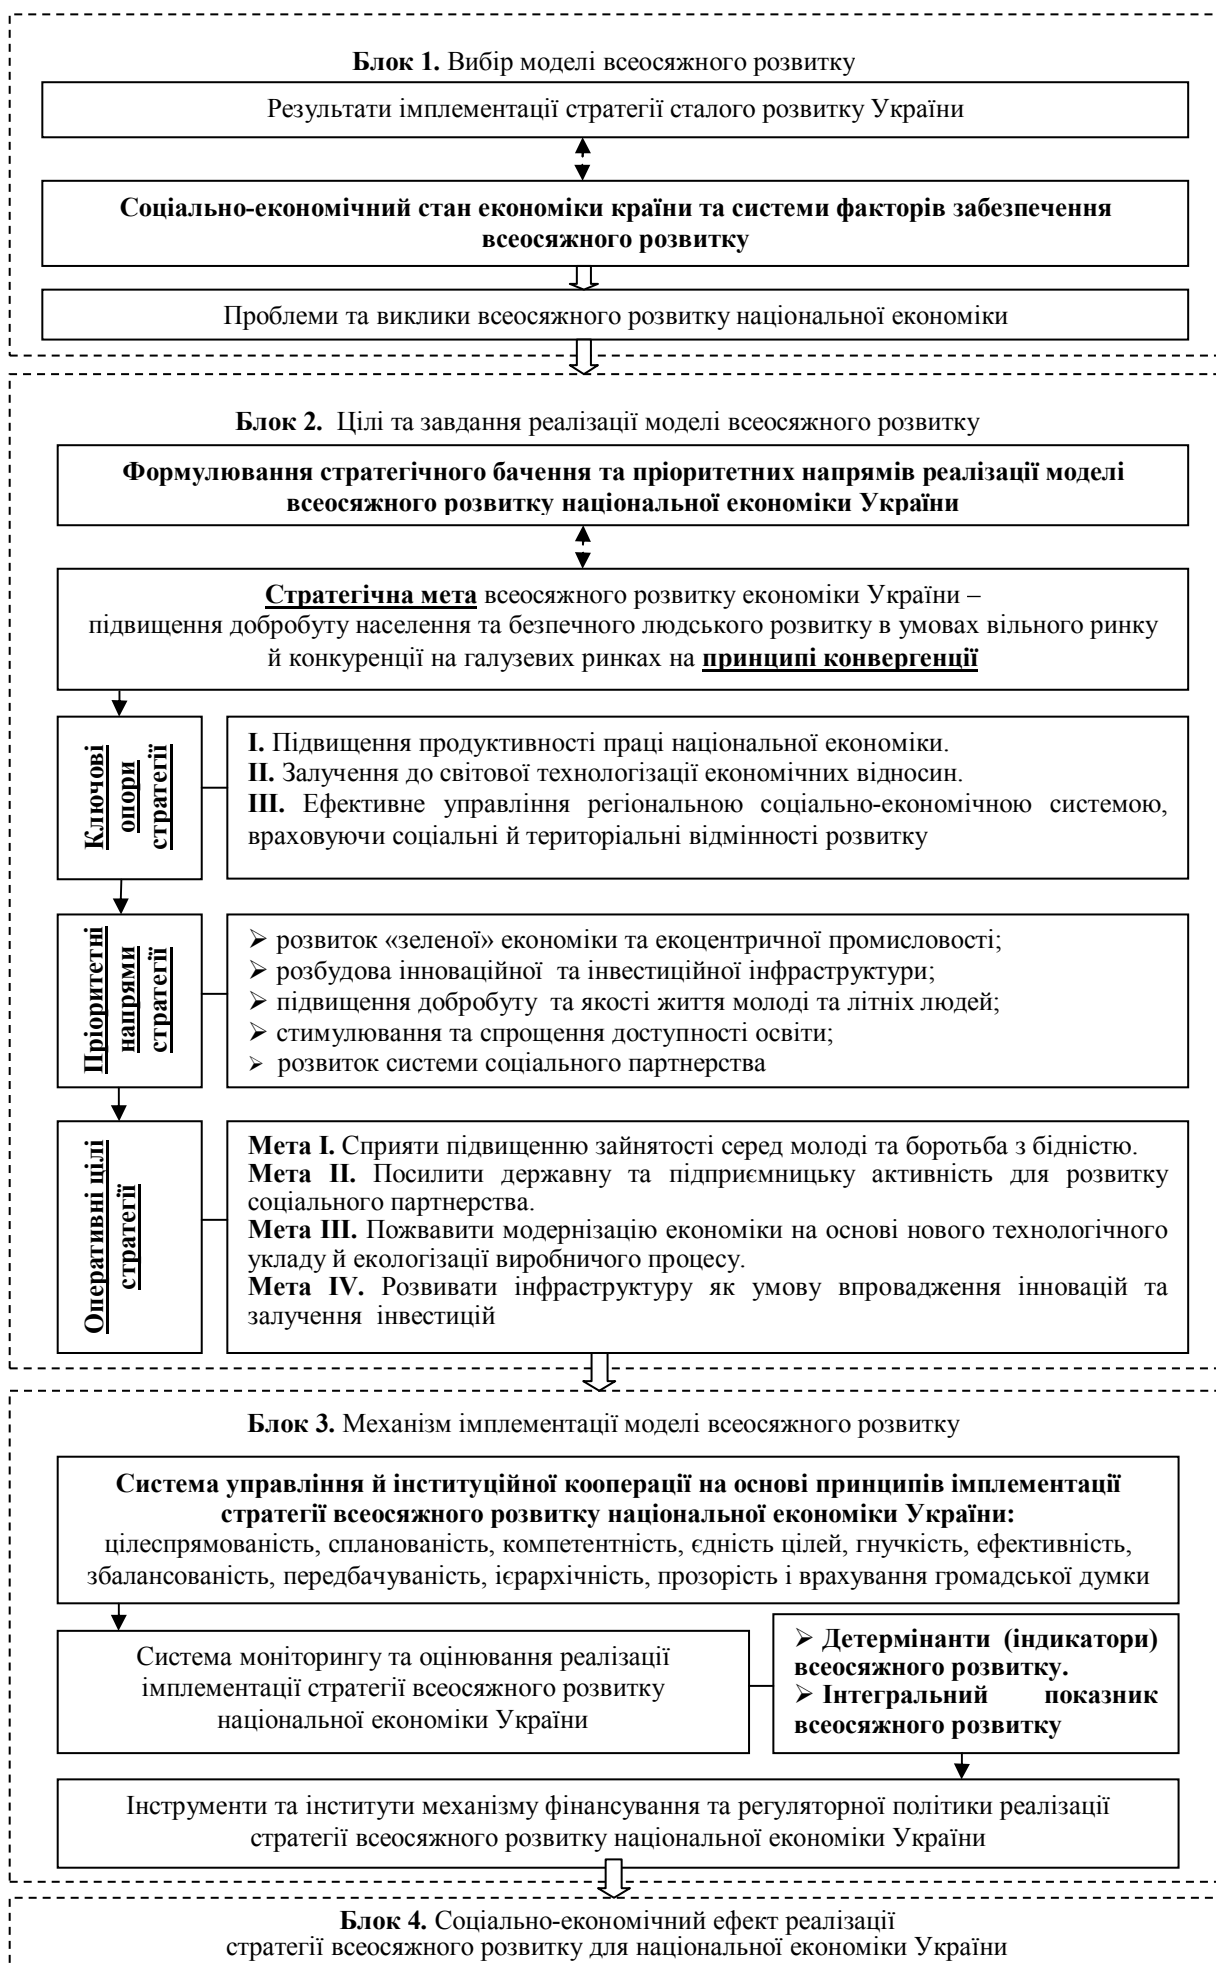 Блок 1. Вибір моделі всеосяжного розвитку
Результати імплементації стратегії сталого розвитку України
Соціально-економічний стан економіки країни та системи факторів забезпечення
всеосяжного розвитку
Проблеми та виклики всеосяжного розвитку національної економіки
Блок 2. Цілі та завдання реалізації моделі всеосяжного розвитку
Формулювання стратегічного бачення та пріоритетних напрямів реалізації моделі
всеосяжного розвитку національної економіки України
Стратегічна мета всеосяжного розвитку економіки України –
підвищення добробуту населення та безпечного людського розвитку в умовах вільного ринку
й конкуренції на галузевих ринках на принципі конвергенції
Ключові
опори
стратегії
I. Підвищення продуктивності праці національної економіки.
II. Залучення до світової технологізації економічних відносин.
III. Ефективне управління регіональною соціально-економічною системою,
враховуючи соціальні й територіальні відмінності розвитку
Пріоритетні
напрями
стратегії
➢ розвиток «зеленої» економіки та екоцентричної промисловості;
➢ розбудова інноваційної та інвестиційної інфраструктури;
➢ підвищення добробуту та якості життя молоді та літніх людей;
➢ стимулювання та спрощення доступності освіти;
➢ розвиток системи соціального партнерства
Оперативні цілі
стратегії
Мета I. Сприяти підвищенню зайнятості серед молоді та боротьба з бідністю.
Мета II. Посилити державну та підприємницьку активність для розвитку
соціального партнерства.
Мета III. Пожвавити модернізацію економіки на основі нового технологічного
укладу й екологізації виробничого процесу.
Мета IV. Розвивати інфраструктуру як умову впровадження інновацій та
залучення інвестицій
Блок 3. Механізм імплементації моделі всеосяжного розвитку
Система управління й інституційної кооперації на основі принципів імплементації
стратегії всеосяжного розвитку національної економіки України:
цілеспрямованість, спланованість, компетентність, єдність цілей, гнучкість, ефективність,
збалансованість, передбачуваність, ієрархічність, прозорість і врахування громадської думки
Система моніторингу та оцінювання реалізації
імплементації стратегії всеосяжного розвитку
національної економіки України
➢ Детермінанти (індикатори)
всеосяжного розвитку.
➢ Інтегральний показник
всеосяжного розвитку
Інструменти та інститути механізму фінансування та регуляторної політики реалізації
стратегії всеосяжного розвитку національної економіки України
Блок 4. Соціально-економічний ефект реалізації
стратегії всеосяжного розвитку для національної економіки України